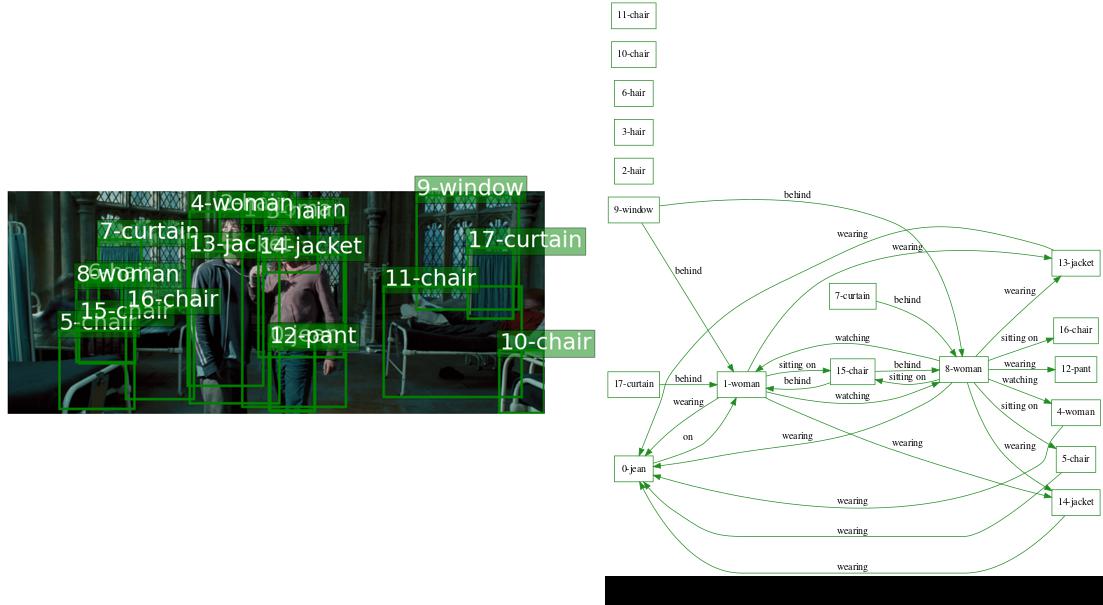 9-window
4-woman
7-curtain
17-curtain
13-jacket
14-jacket
8-woman
11-chair
16-chair
15-chair
5-chair
12-pant
10-chair
11-chair
10-chair
6-hair
3-hair
2-hair
9-window
behind
wearing
wearing
13-jacket
behind
wearing
7-curtain
behind
16-chair
sitting on
watching
17-curtain
behind
1-woman
sitting on
behind
15-chair
behind
sitting on
8-woman
wearing
12-pant
watching
watching
4-woman
wearing
sitting on
on
wearing
wearing
wearing
5-chair
0-jean
14-jacket
wearing
wearing
wearing